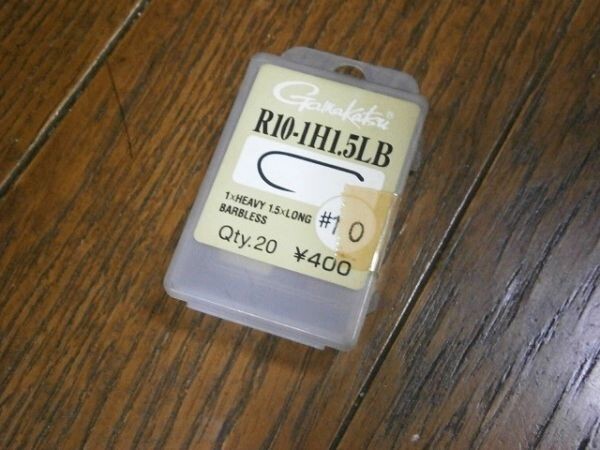 Gamakatsu®
R10-1H1.5LB
1×HEAVY 1.5×LONG
BARBLESS
#10
Qty.20 ¥400